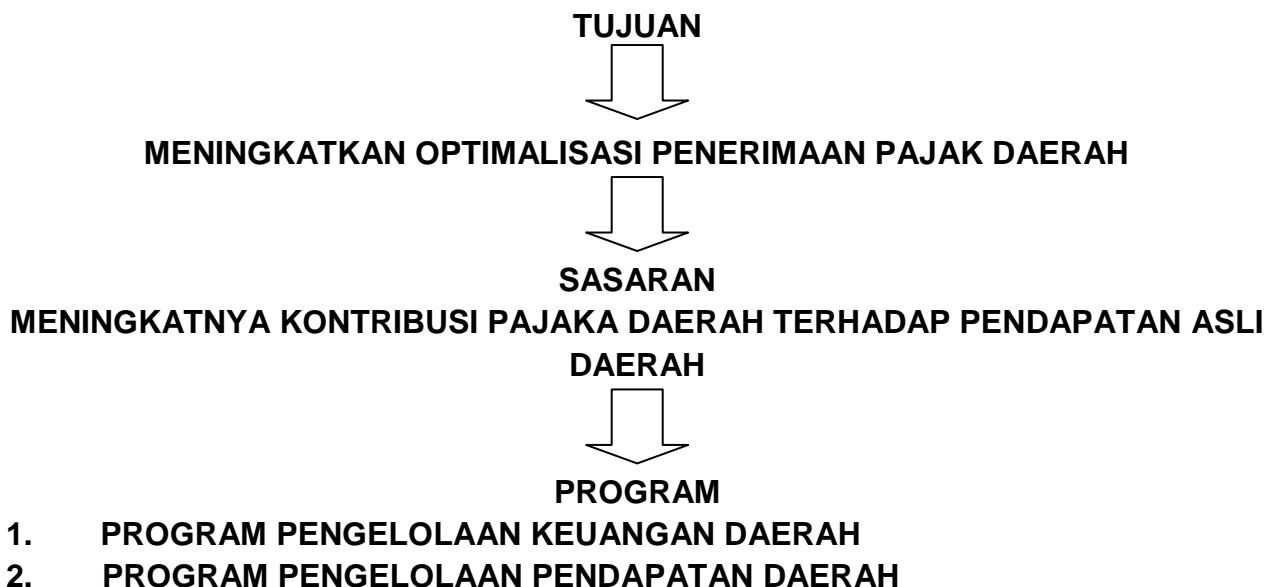 TUJUAN
MENINGKATKAN OPTIMALISASI PENERIMAAN PAJAK DAERAH
SASARAN
MENINGKATNYA KONTRIBUSI PAJAKA DAERAH TERHADAP PENDAPATAN ASLI
DAERAH
PROGRAM
1. PROGRAM PENGELOLAAN KEUANGAN DAERAH
2. PROGRAM PENGELOLAAN PENDAPATAN DAERAH